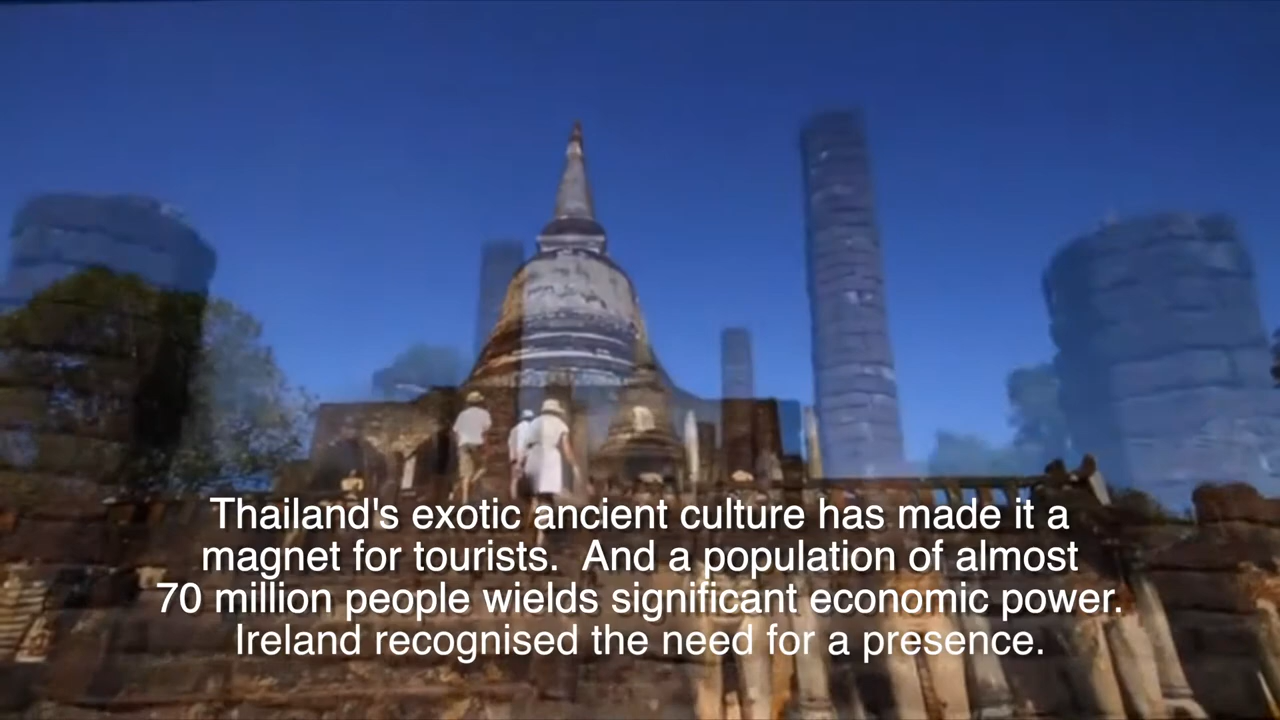 Thailand's exotic ancient culture has made it a
magnet for tourists.  And a population of almost
70 million people wields significant economic power.
Ireland recognised the need for a presence.